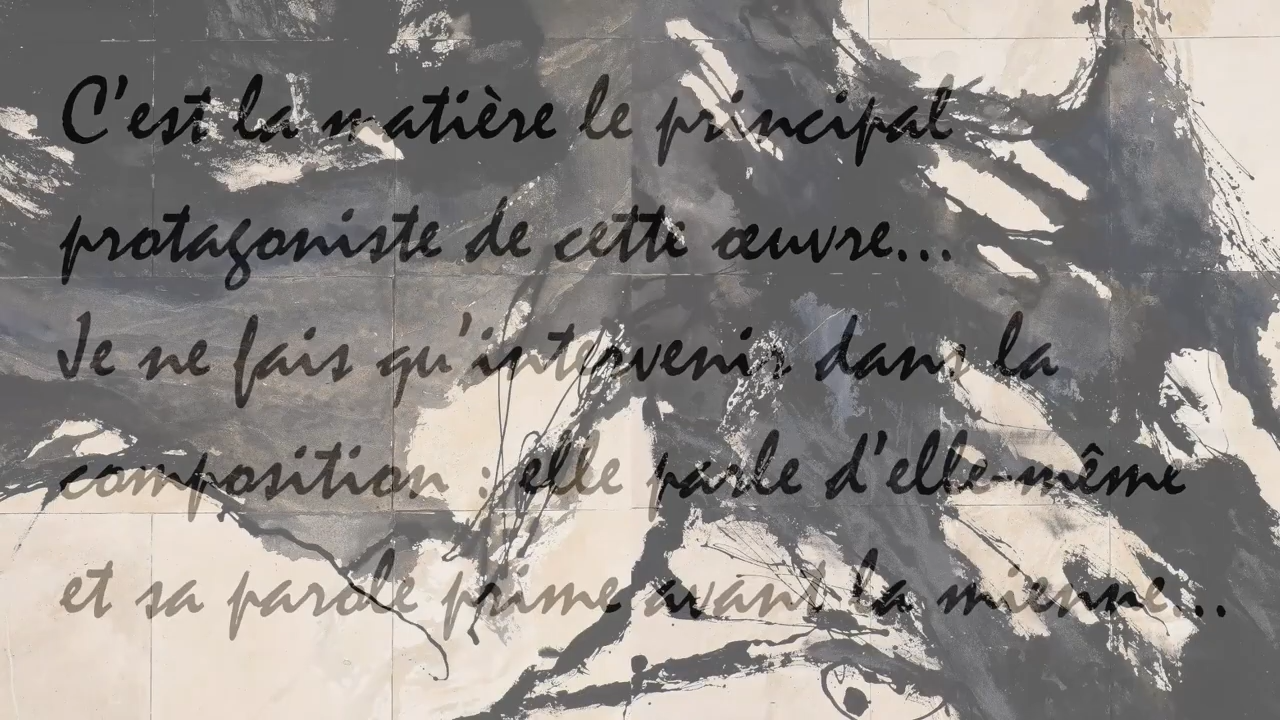 C'est la matière le principal
protagoniste de cette œuvre...
Je ne fais qu'intervenir dans la
composition : elle parle d'elle-même
et sa parole prime avant la mienne...